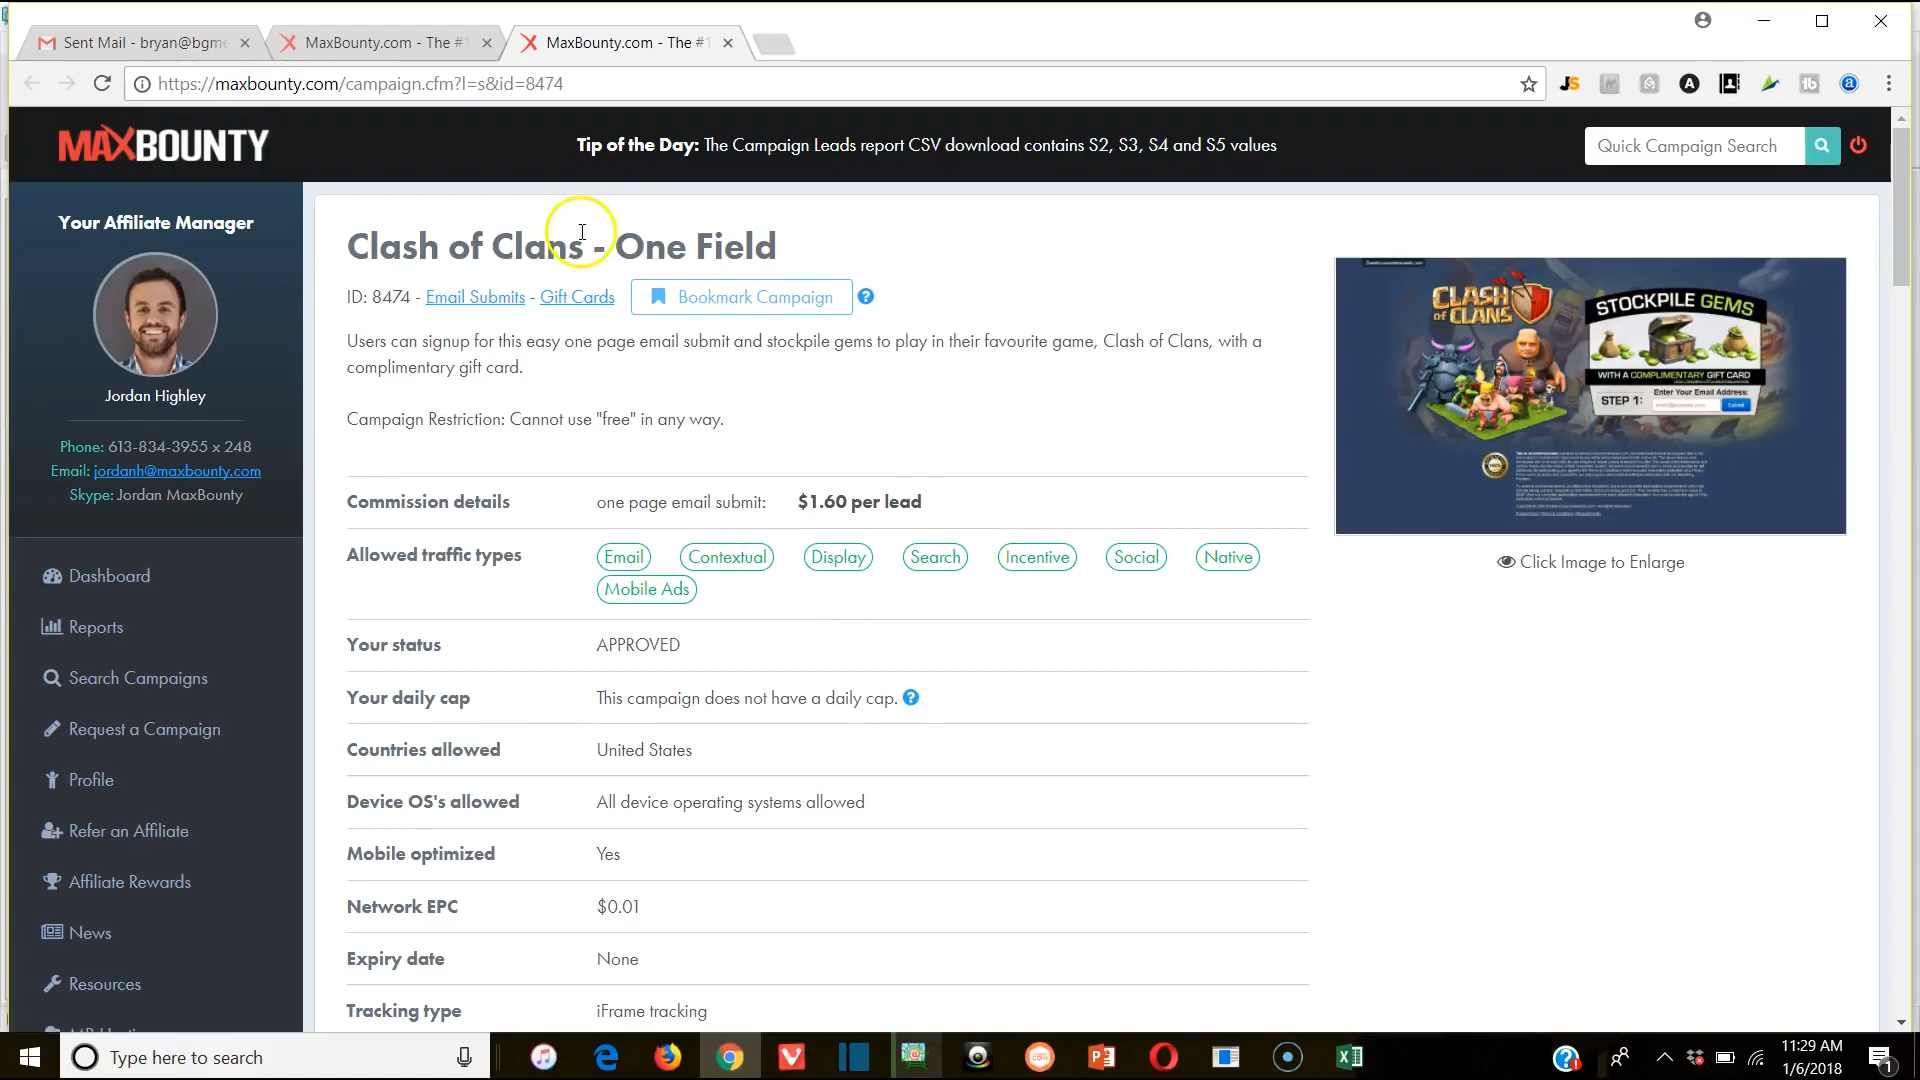 Sent Mail - bryan@bgme
MaxBounty.com - The #1
MaxBounty.com - The #1
https://maxbounty.com/campaign.cfm?l=s&id=8474
MAXBOUNTY
Tip of the Day: The Campaign Leads report CSV download contains S2, S3, S4 and S5 values
Quick Campaign Search
Your Affiliate Manager
Jordan Highley
Phone: 613-834-3955 x 248
Email: jordanh@maxbounty.com
Skype: Jordan MaxBounty
Dashboard
Reports
Search Campaigns
Request a Campaign
Profile
Refer an Affiliate
Affiliate Rewards
News
Resources
Clash of Clans - One Field
ID: 8474 - Email Submits - Gift Cards
Bookmark Campaign
Users can signup for this easy one page email submit and stockpile gems to play in their favourite game, Clash of Clans, with a
complimentary gift card.
Campaign Restriction: Cannot use "free" in any way.
Commission details one page email submit: $1.60 per lead
Allowed traffic types Email Contextual Display Search Incentive Social Native
Mobile Ads
Your status APPROVED
Your daily cap This campaign does not have a daily cap.
Countries allowed United States
Device OS's allowed All device operating systems allowed
Mobile optimized Yes
Network EPC $0.01
Expiry date None
Tracking type iFrame tracking
CLASH
OF CLANS
STOCKPILE GEMS
WITH A COMPLIMENTARY GIFT CARD
STEP 1:
Enter Your Email Address:
Submit
Click Image to Enlarge
Type here to search
11:29 AM
1/6/2018
1